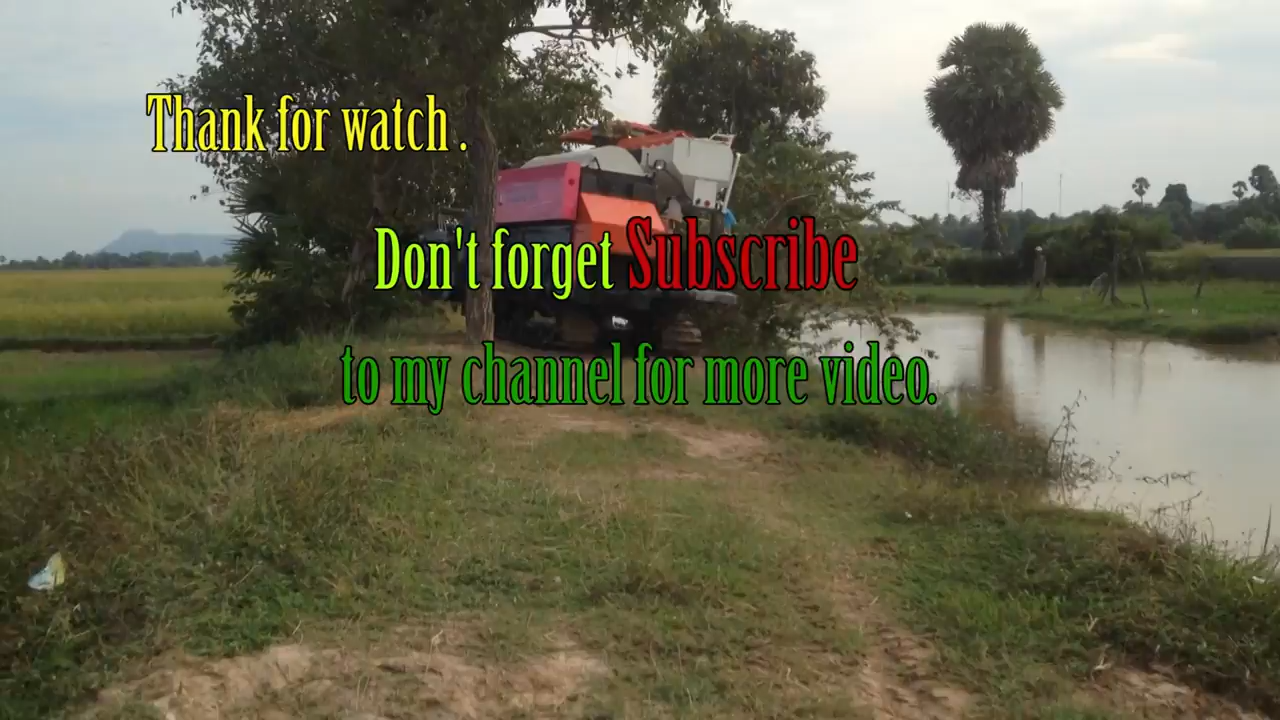 Thank for watch .
Don't forget Subscribe
to my channel for more video.